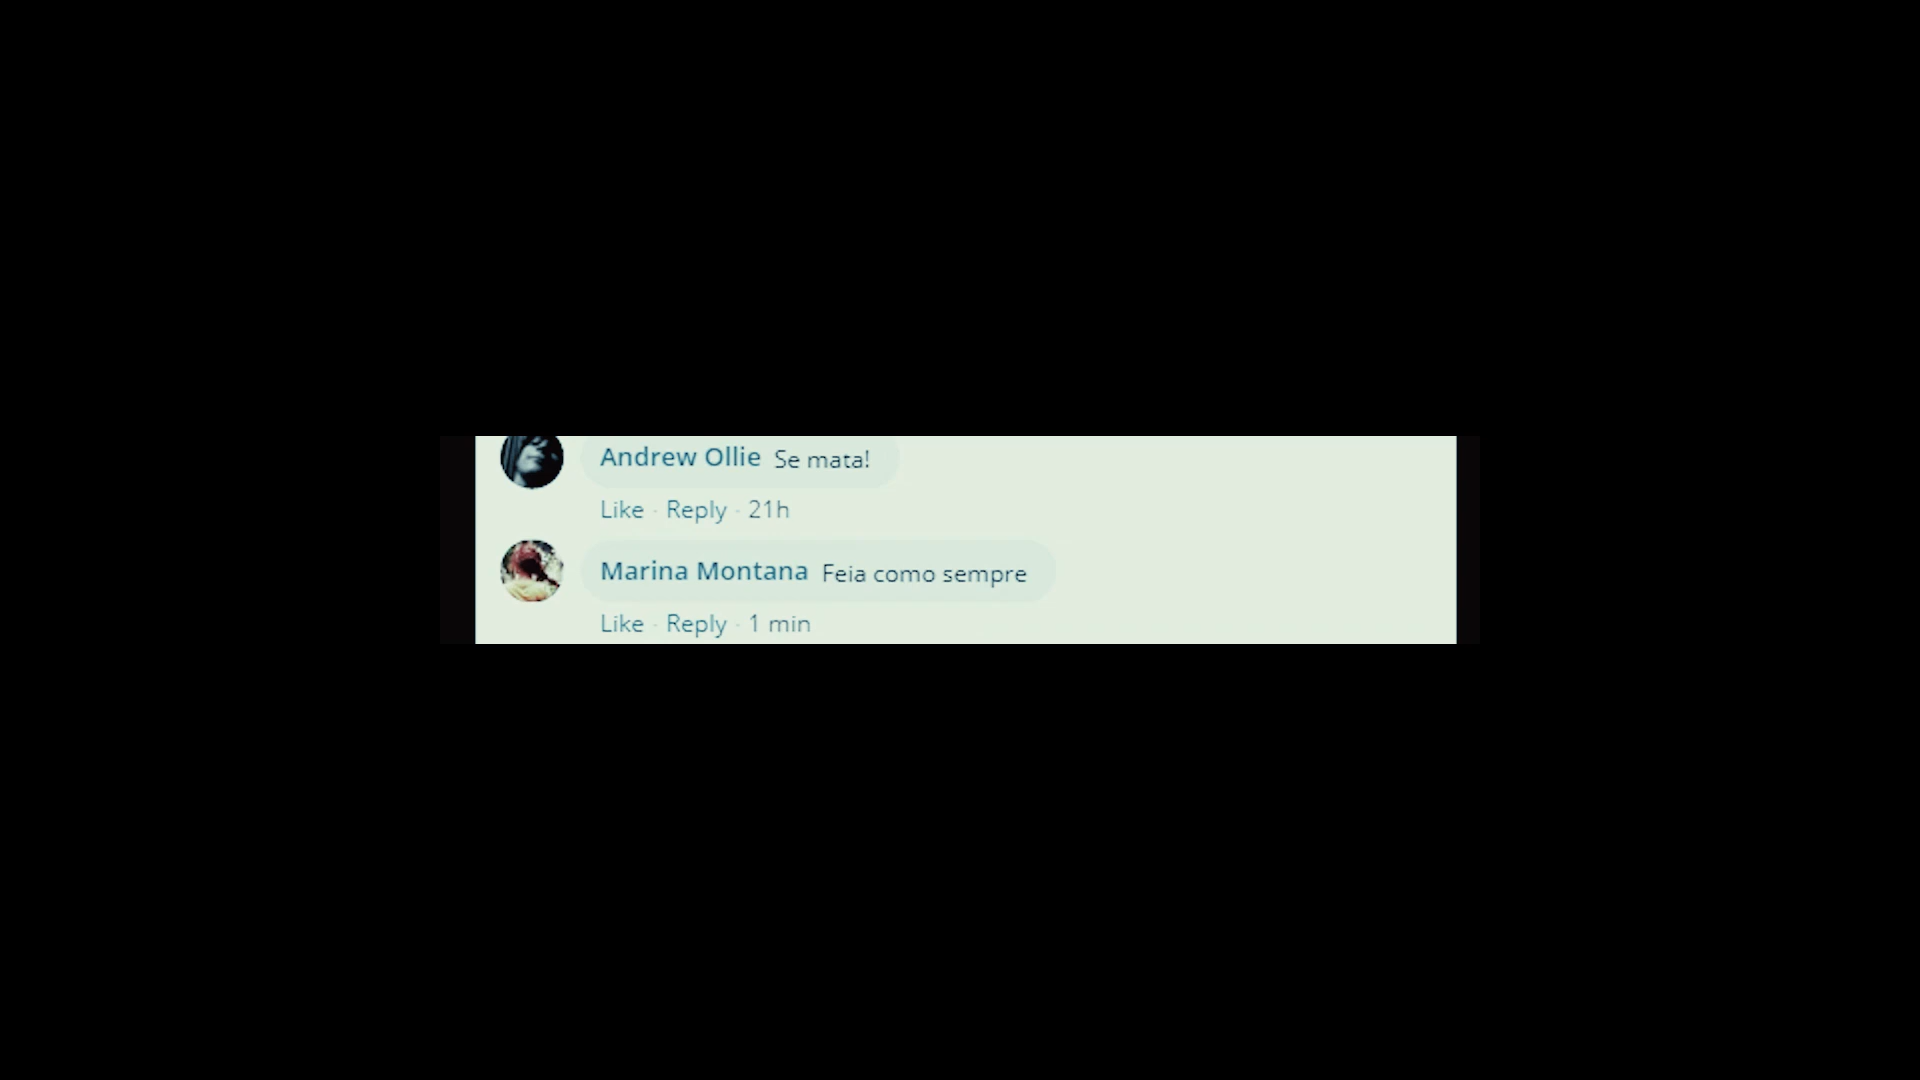 Andrew Ollie Se mata!
Like · Reply · 21h
Marina Montana Feia como sempre
Like · Reply · 1 min